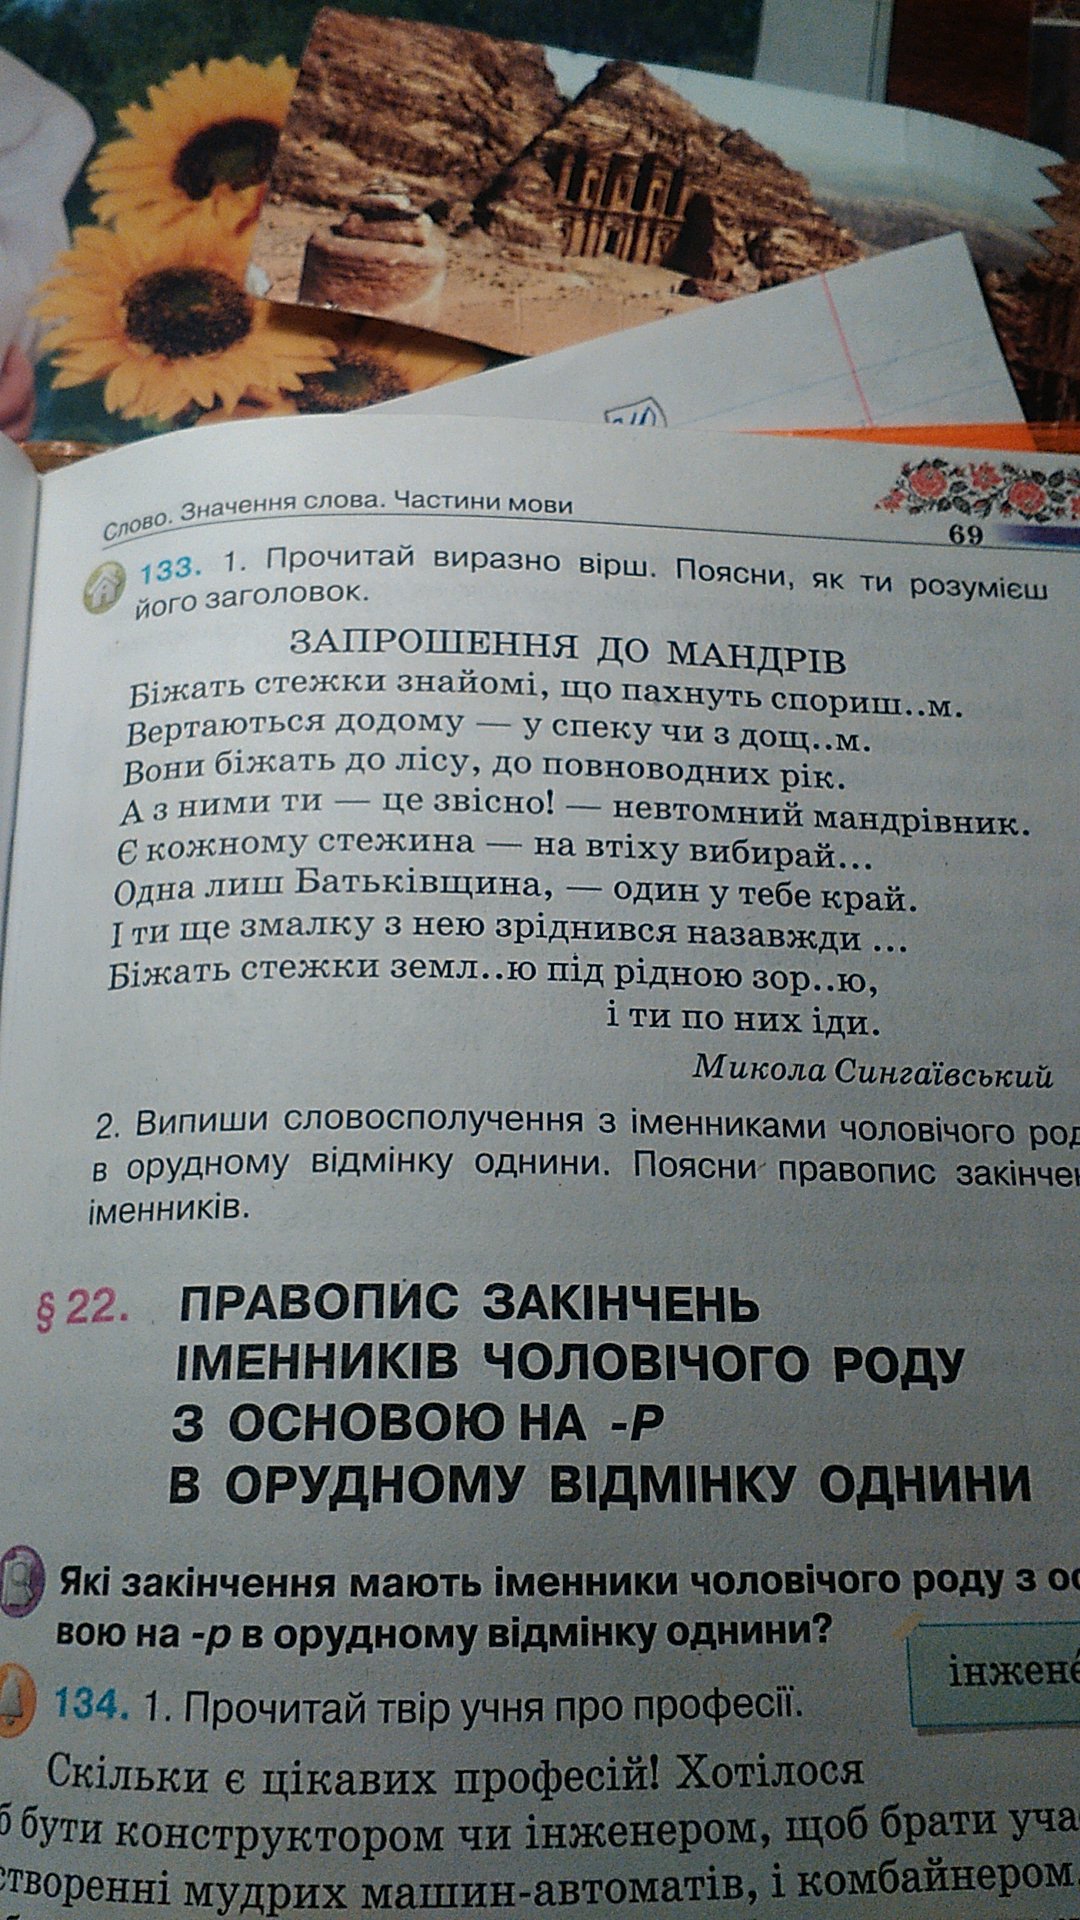 Слово. Значення слова. Частини мови
69
133. 1. Прочитай виразно вірш. Поясни, як ти розумієш
його заголовок.
ЗАПРОШЕННЯ ДО МАНДРІВ
Біжать стежки знайомі, що пахнуть спориш..м.
Вертаються додому — у спеку чи з дощ..м.
Вони біжать до лісу, до повноводних рік.
А з ними ти — це звісно! — невтомний мандрівник.
Є кожному стежина — на втіху вибирай...
Одна лиш Батьківщина, — один у тебе край.
І ти ще змалку з нею зріднився назавжди ...
Біжать стежки земл..ю під рідною зор..ю,
і ти по них іди.
Микола Сингаївський
2. Випиши словосполучення з іменниками чоловічого род
в орудному відмінку однини. Поясни правопис закінчен
іменників.
§ 22. ПРАВОПИС ЗАКІНЧЕНЬ
ІМЕННИКІВ ЧОЛОВІЧОГО РОДУ
З ОСНОВОЮ НА -Р
В ОРУДНОМУ ВІДМІНКУ ОДНИНИ
Які закінчення мають іменники чоловічого роду з ос
вою на -р в орудному відмінку однини?
інжене
134. 1. Прочитай твір учня про професії.
Скільки є цікавих професій! Хотілося
б бути конструктором чи інженером, щоб брати уча
створенні мудрих машин-автоматів, і комбайнером,